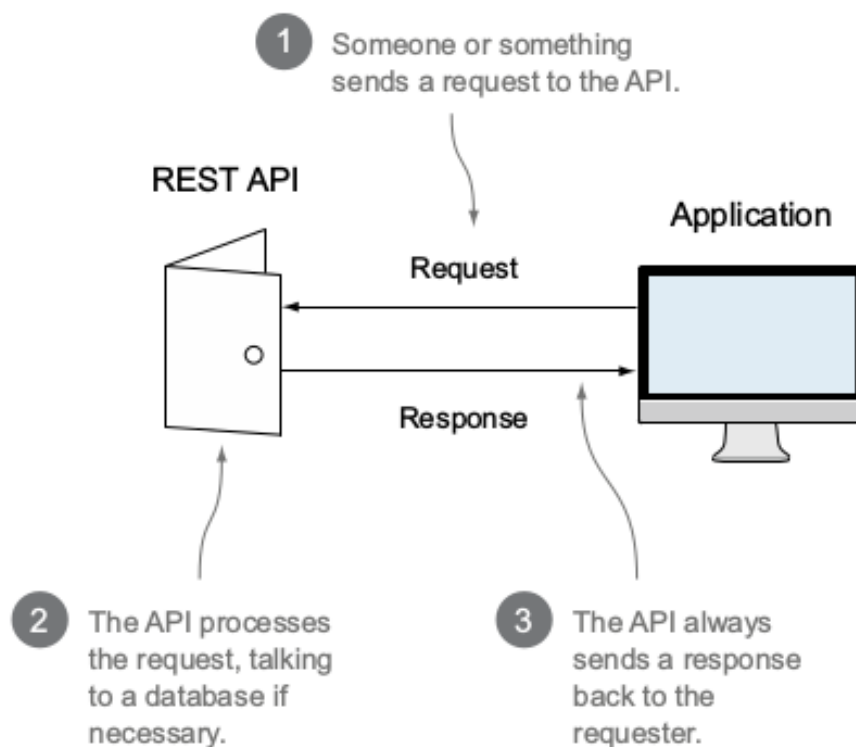 1
Someone or something
sends a request to the API.
REST API
Application
Request
Response
2
The API processes
the request, talking
to a database if
necessary.
3
The API always
sends a response
back to the
requester.